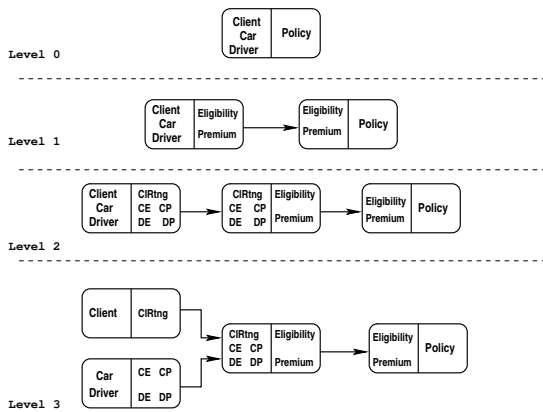 Client
Car
Driver
Policy
Level 0
Client
Car
Driver
Eligibility
Premium
Eligibility
Premium
Policy
Level 1
Client
Car
Driver
ClRtng
CE CP
DE DP
ClRtng
CE CP
DE DP
Eligibility
Premium
Eligibility
Premium
Policy
Level 2
Client
ClRtng
Car
Driver
CE CP
DE DP
ClRtng
CE CP
DE DP
Eligibility
Premium
Eligibility
Premium
Policy
Level 3